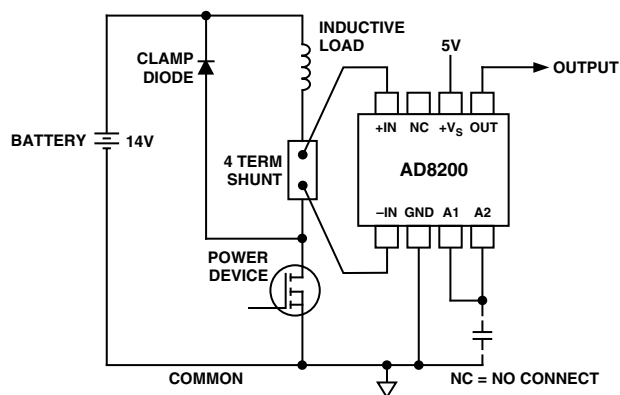 INDUCTIVE
LOAD
CLAMP
DIODE
5V
OUTPUT
+IN NC +VS OUT
BATTERY 14V
4 TERM
SHUNT
AD8200
–IN GND A1 A2
POWER
DEVICE
COMMON
NC = NO CONNECT